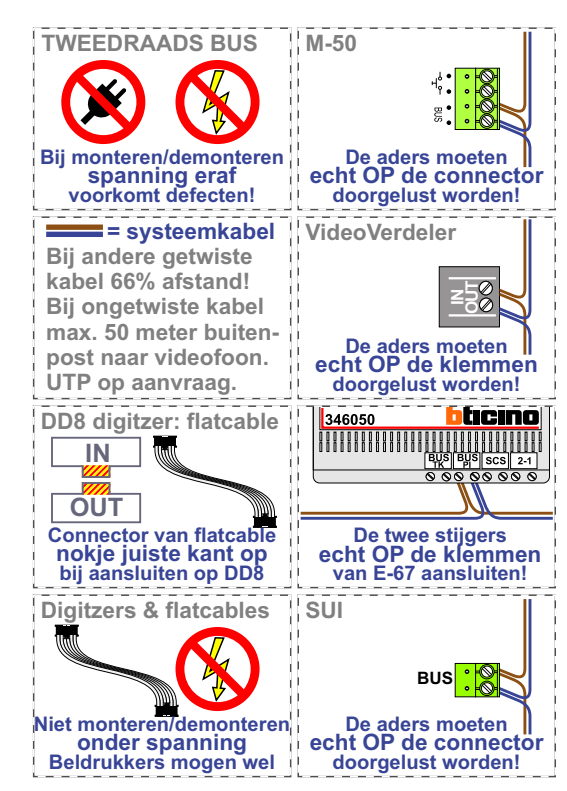 TWEEDRAADS BUS
Bij monteren/demonteren
spanning eraf
voorkomt defecten!
M-50
BUS
De aders moeten
echt OP de connector
doorgelust worden!
= systeemkabel
Bij andere getwiste
kabel 66% afstand!
Bij ongetwiste kabel
max. 50 meter buiten-
post naar videofoon.
UTP op aanvraag.
VideoVerdeler
IN
OUT
De aders moeten
echt OP de klemmen
doorgelust worden!
DD8 digitzer: flatcable
IN
OUT
Connector van flatcable
nokje juiste kant op
bij aansluiten op DD8
346050
bticino
BUS TK BUS PI SCS 2-1
De twee stijgers
echt OP de klemmen
van E-67 aansluiten!
Digitzers & flatcables
Niet monteren/demonteren
onder spanning
Beldrukkers mogen wel
SUI
BUS
De aders moeten
echt OP de connector
doorgelust worden!